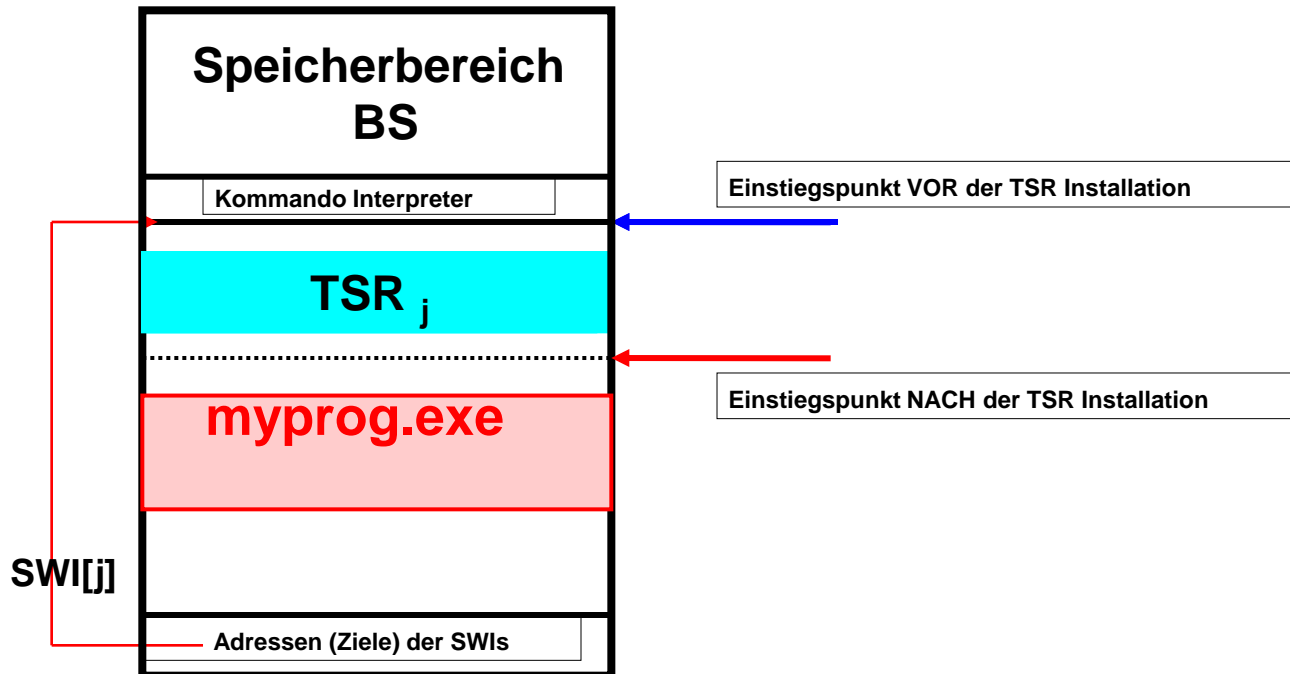 Speicherbereich
BS
Kommando Interpreter
Einstiegspunkt VOR der TSR Installation
TSR j
Einstiegspunkt NACH der TSR Installation
myprog.exe
SWI[j]
Adressen (Ziele) der SWIs